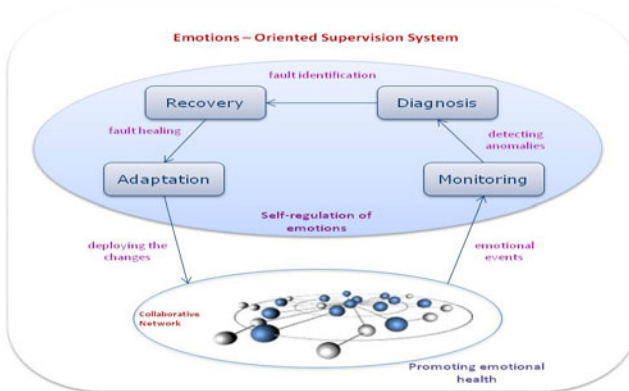 Emotions – Oriented Supervision System
fault identification
Recovery
Diagnosis
fault healing
detecting
anomalies
Adaptation
Monitoring
Self-regulation of
emotions
deploying the
changes
emotional
events
Collaborative
Network
Promoting emotional
health